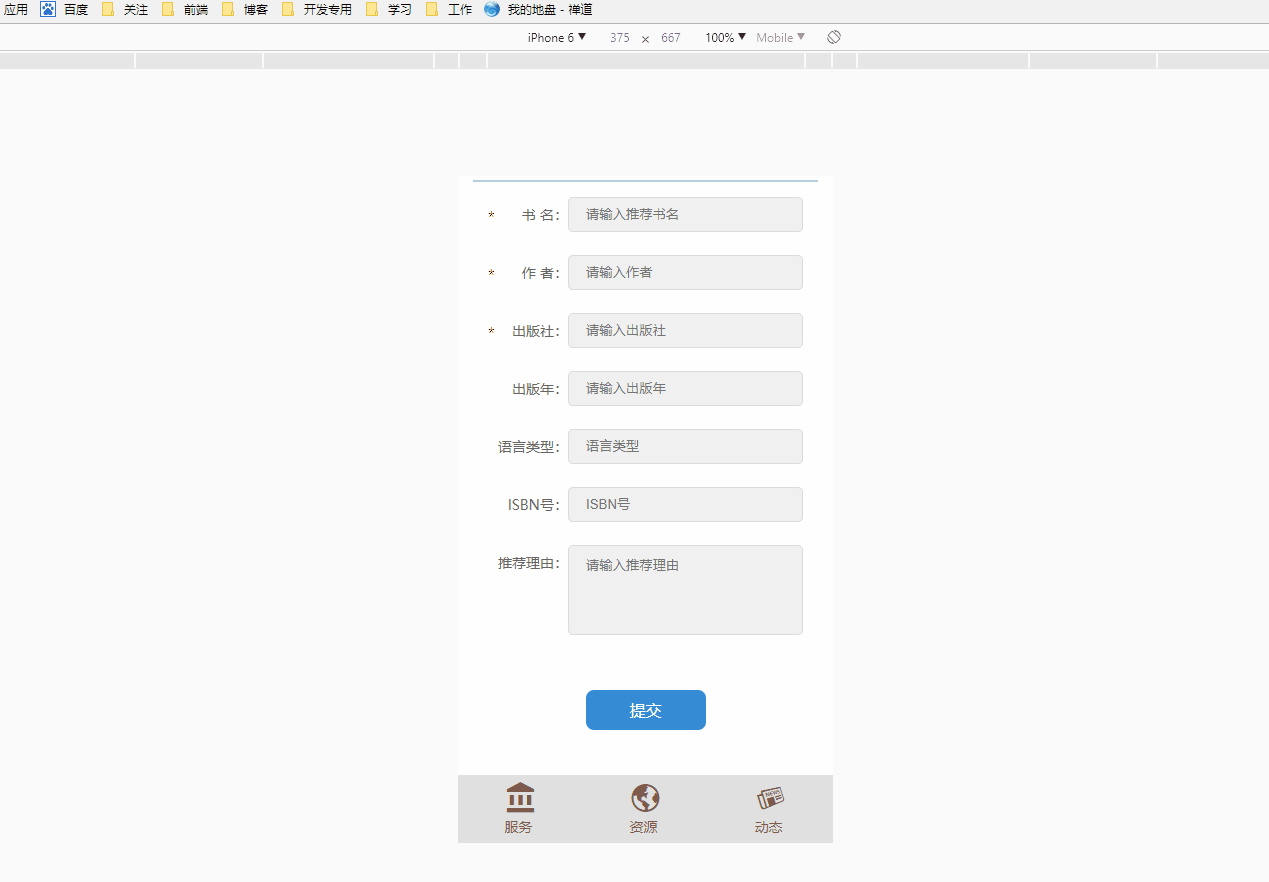 应用 百度 关注 前端 博客 开发专用 学习 工作 我的地盘 - 禅道
iPhone 6 ▼ 375 × 667 100% ▼ Mobile ▼
* 书 名： 请输入推荐书名
* 作 者： 请输入作者
* 出版社： 请输入出版社
出版年： 请输入出版年
语言类型： 语言类型
ISBN号： ISBN号
推荐理由： 请输入推荐理由
提交
NEWS
服务 资源 动态